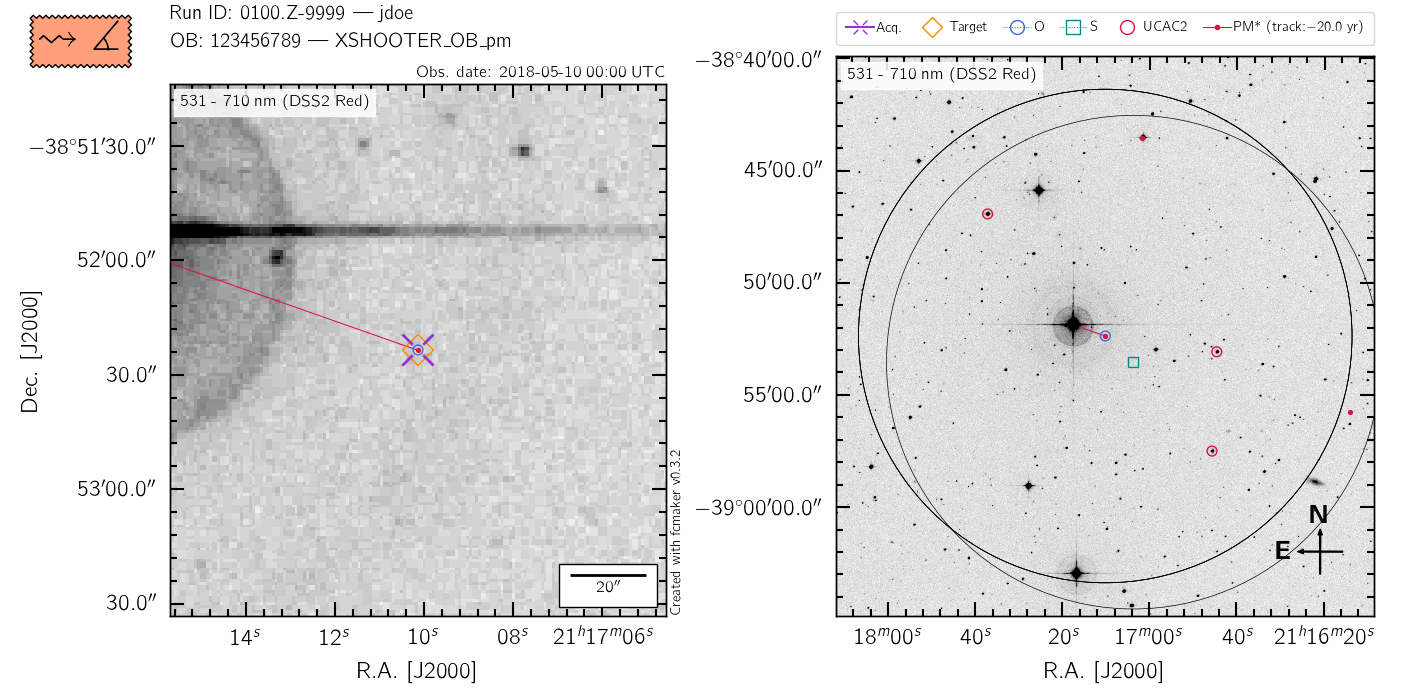 Run ID: 0100.Z-9999 — jdoe
OB: 123456789 — XSHOOTER_OB_pm
Obs. date: 2018-05-10 00:00 UTC
531 - 710 nm (DSS2 Red)
−38°51′30.0″
52′00.0″
30.0″
53′00.0″
30.0″
Dec. [J2000]
14ˢ
12ˢ
10ˢ
08ˢ
21ʰ17ᵐ06ˢ
R.A. [J2000]
20″
Created with fcmaker v0.3.2
Acq.
Target
O
S
UCAC2
PM* (track:−20.0 yr)
531 - 710 nm (DSS2 Red)
−38°40′00.0″
45′00.0″
50′00.0″
55′00.0″
−39°00′00.0″
N
E
18ᵐ00ˢ
40ˢ
20ˢ
17ᵐ00ˢ
40ˢ
21ʰ16ᵐ20ˢ
R.A. [J2000]